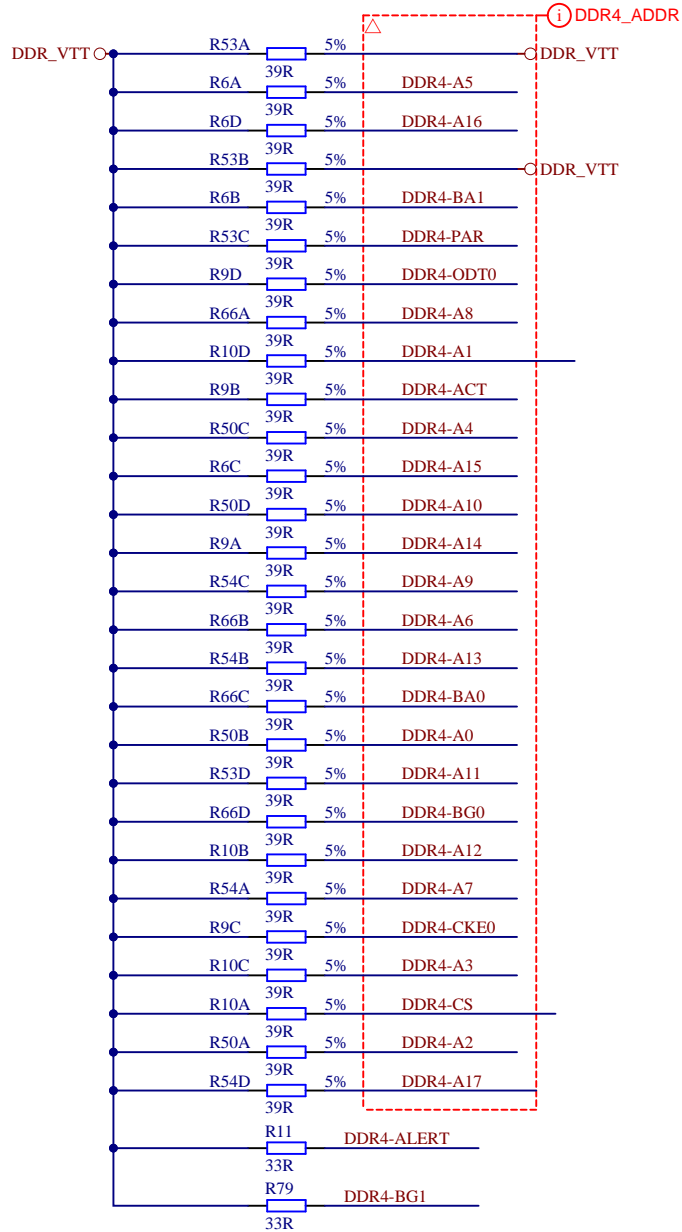 DDR4_ADDR
DDR_VTT R53A 5% DDR_VTT
39R
R6A 5% DDR4-A5
39R
R6D 5% DDR4-A16
39R
R53B 5% DDR_VTT
39R
R6B 5% DDR4-BA1
39R
R53C 5% DDR4-PAR
39R
R9D 5% DDR4-ODT0
39R
R66A 5% DDR4-A8
39R
R10D 5% DDR4-A1
39R
R9B 5% DDR4-ACT
39R
R50C 5% DDR4-A4
39R
R6C 5% DDR4-A15
39R
R50D 5% DDR4-A10
39R
R9A 5% DDR4-A14
39R
R54C 5% DDR4-A9
39R
R66B 5% DDR4-A6
39R
R54B 5% DDR4-A13
39R
R66C 5% DDR4-BA0
39R
R50B 5% DDR4-A0
39R
R53D 5% DDR4-A11
39R
R66D 5% DDR4-BG0
39R
R10B 5% DDR4-A12
39R
R54A 5% DDR4-A7
39R
R9C 5% DDR4-CKE0
39R
R10C 5% DDR4-A3
39R
R10A 5% DDR4-CS
39R
R50A 5% DDR4-A2
39R
R54D 5% DDR4-A17
39R
R11 DDR4-ALERT
33R
R79 DDR4-BG1
33R